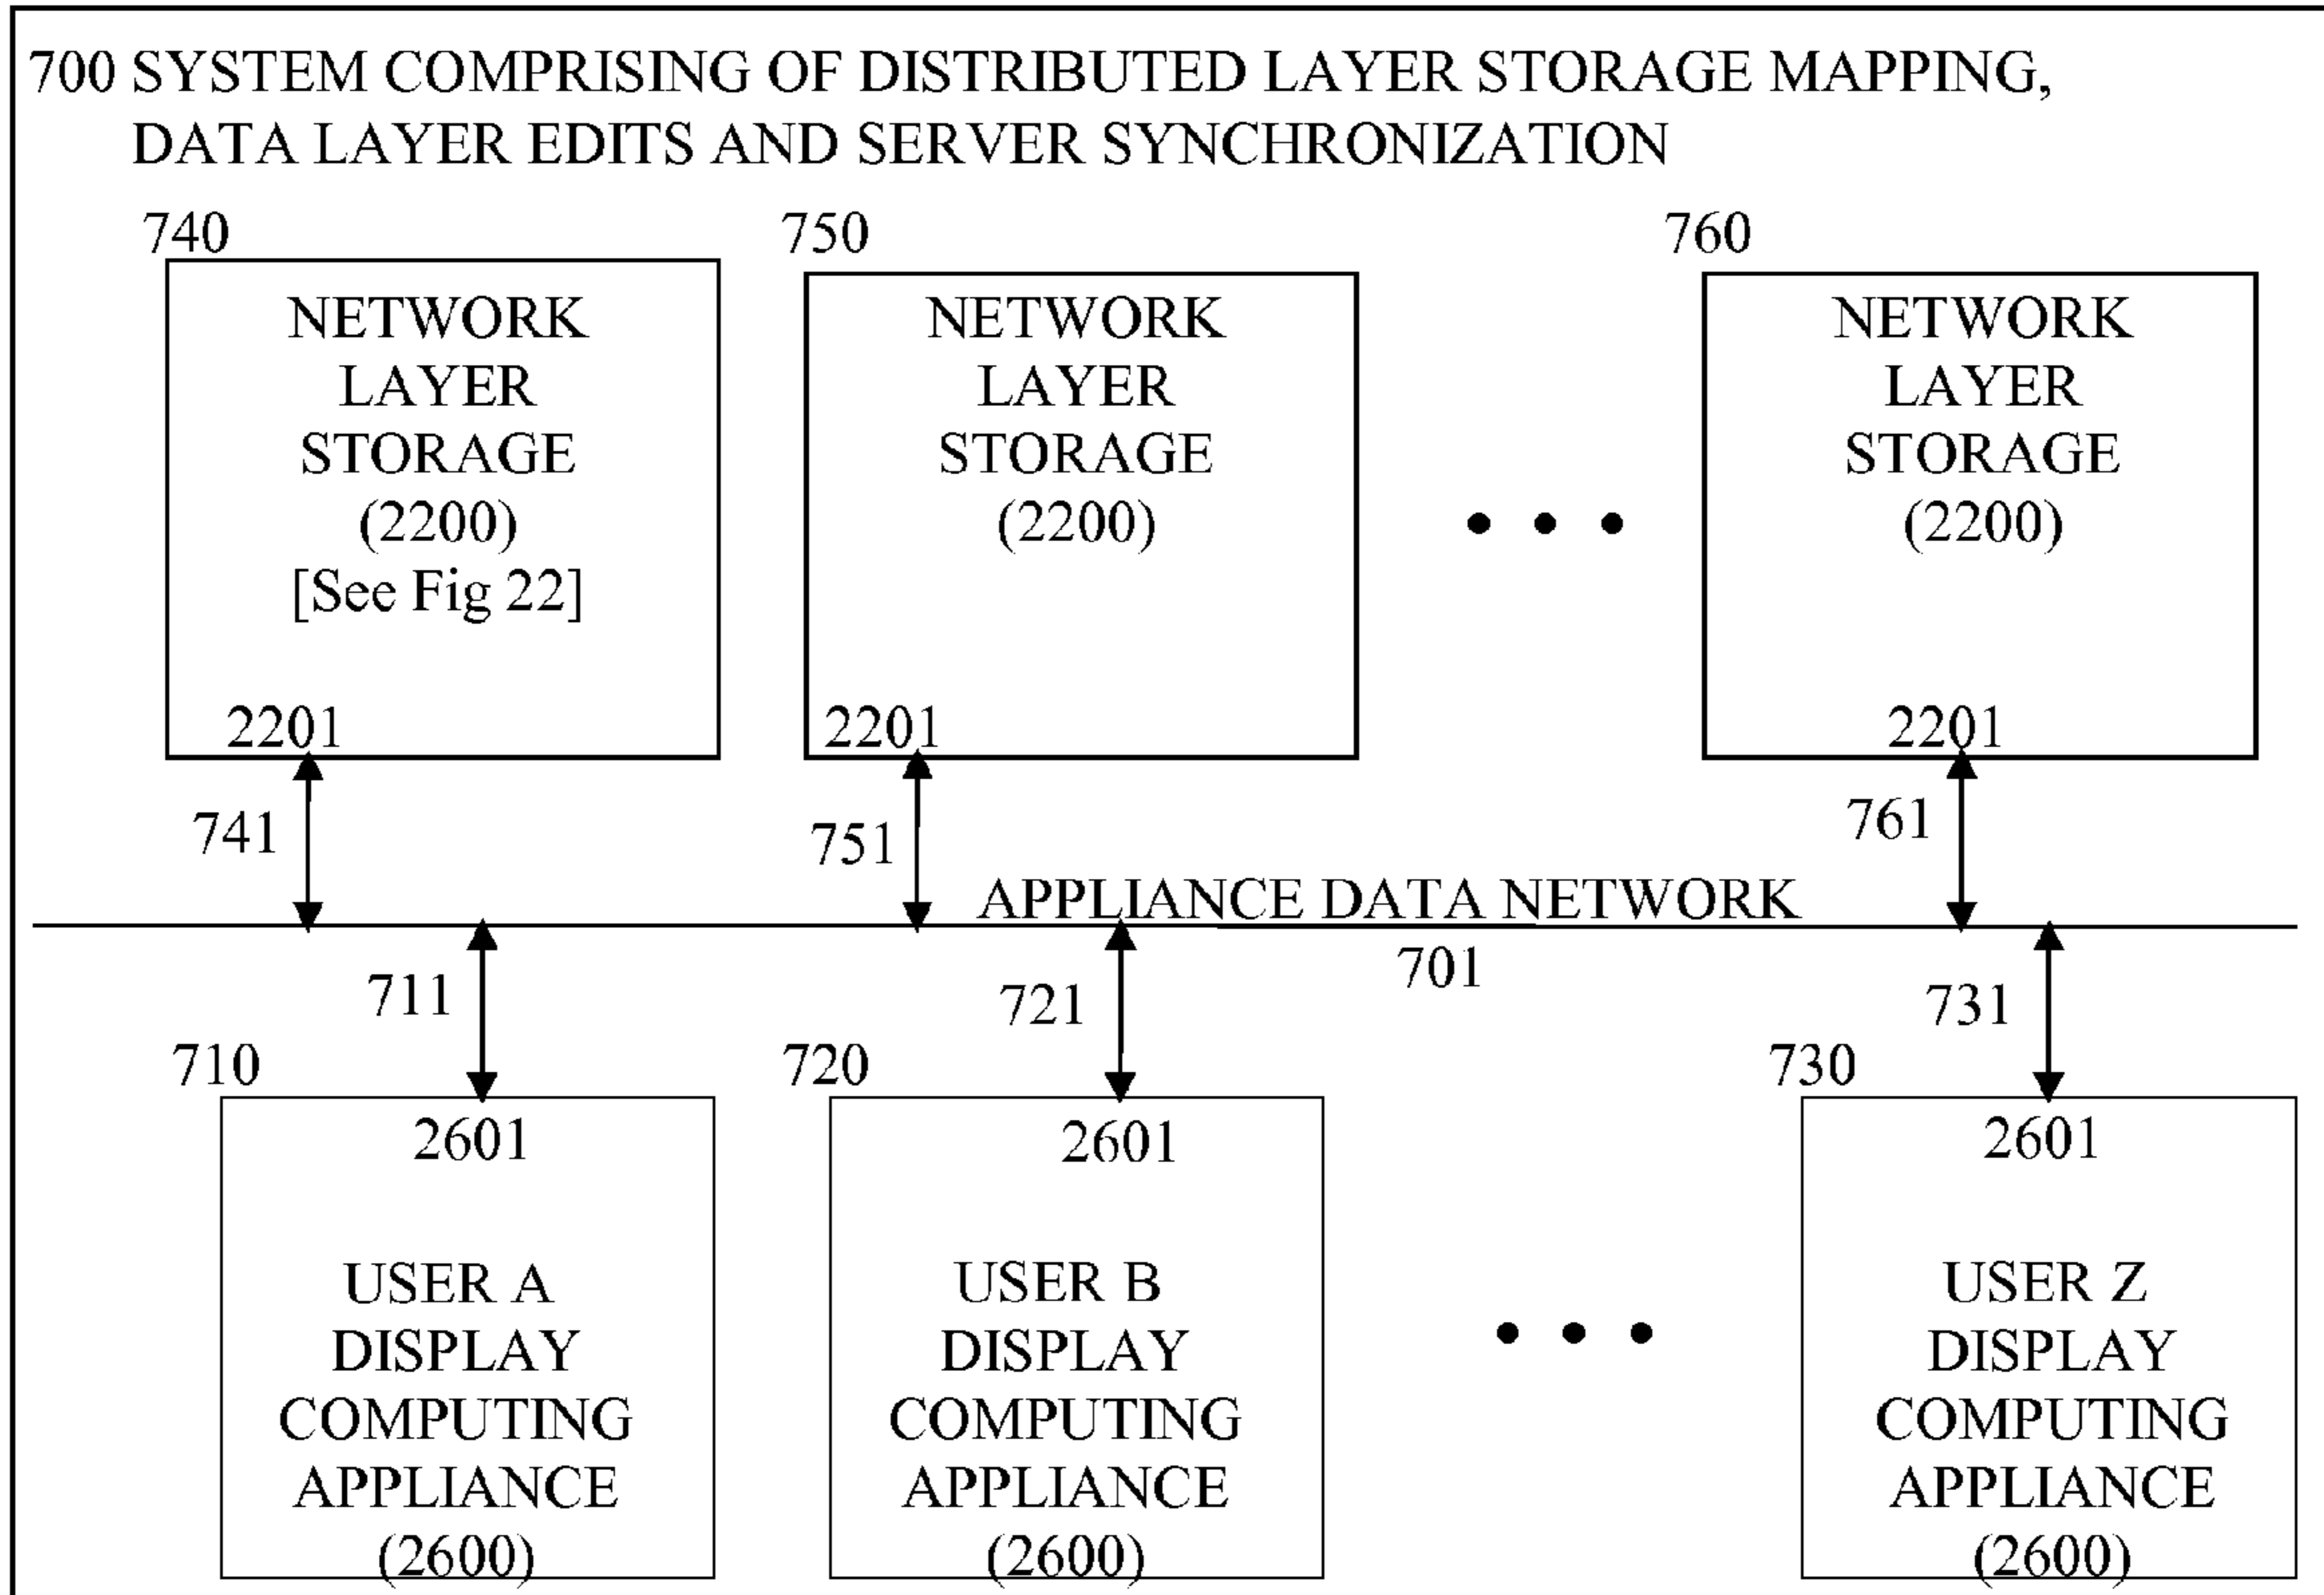 700 SYSTEM COMPRISING OF DISTRIBUTED LAYER STORAGE MAPPING,
DATA LAYER EDITS AND SERVER SYNCHRONIZATION
740
NETWORK
LAYER
STORAGE
(2200)
[See Fig 22]
2201
750
NETWORK
LAYER
STORAGE
(2200)
2201
760
NETWORK
LAYER
STORAGE
(2200)
2201
741
751
761
APPLIANCE DATA NETWORK
701
711
721
731
710
2601
USER A
DISPLAY
COMPUTING
APPLIANCE
(2600)
720
2601
USER B
DISPLAY
COMPUTING
APPLIANCE
(2600)
730
2601
USER Z
DISPLAY
COMPUTING
APPLIANCE
(2600)